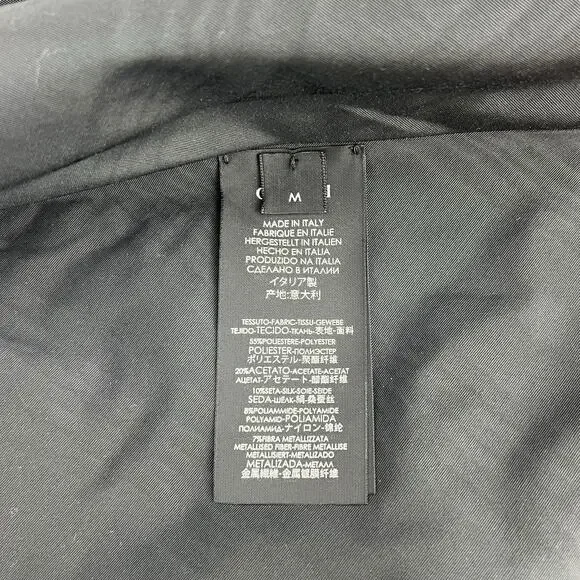 M
MADE IN ITALY
FABRIQUE EN ITALIE
HERGESTELLT IN ITALIEN
HECHO EN ITALIA
PRODUZIDO NA ITALIA
СДЕЛАНО В ИТАЛИИ
イタリア製
产地:意大利
TESSUTO-FABRIC-TISSU-GEWEBE
TEJIDO-TECIDO-ТКАНЬ-表地-面料
55%POLIESTERE-POLYESTER
POLIESTER-ПОЛИЭСТЕР
ポリエステル-聚酯纤维
20%ACETATO-ACETATE-ACETAT
АЦЕТАТ-アセテート-醋酯纤维
10%SETA-SILK-SOIE-SEIDE
SEDA-ШЕЛК-絹-桑蚕丝
8%POLIAMMIDE-POLYAMIDE
POLYAMID-POLIAMIDA
ПОЛИАМИД-ナイロン-锦纶
7%FIBRA METALLIZZATA
METALLISED FIBER-FIBRE METALLISE
METALLISIERT-METALIZADO
METALIZADA-МЕТАЛЛ
金属繊維-金属镀膜纤维